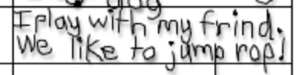 I play with my frind.
We like to jump rop!